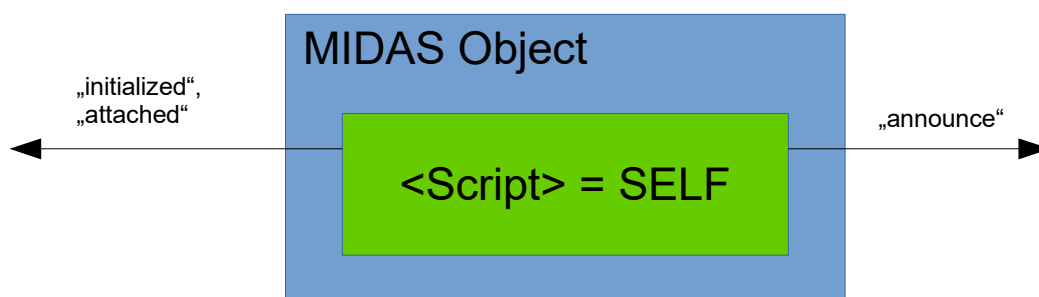 MIDAS Object
„initialized“,
„attached“
„announce“
<Script> = SELF